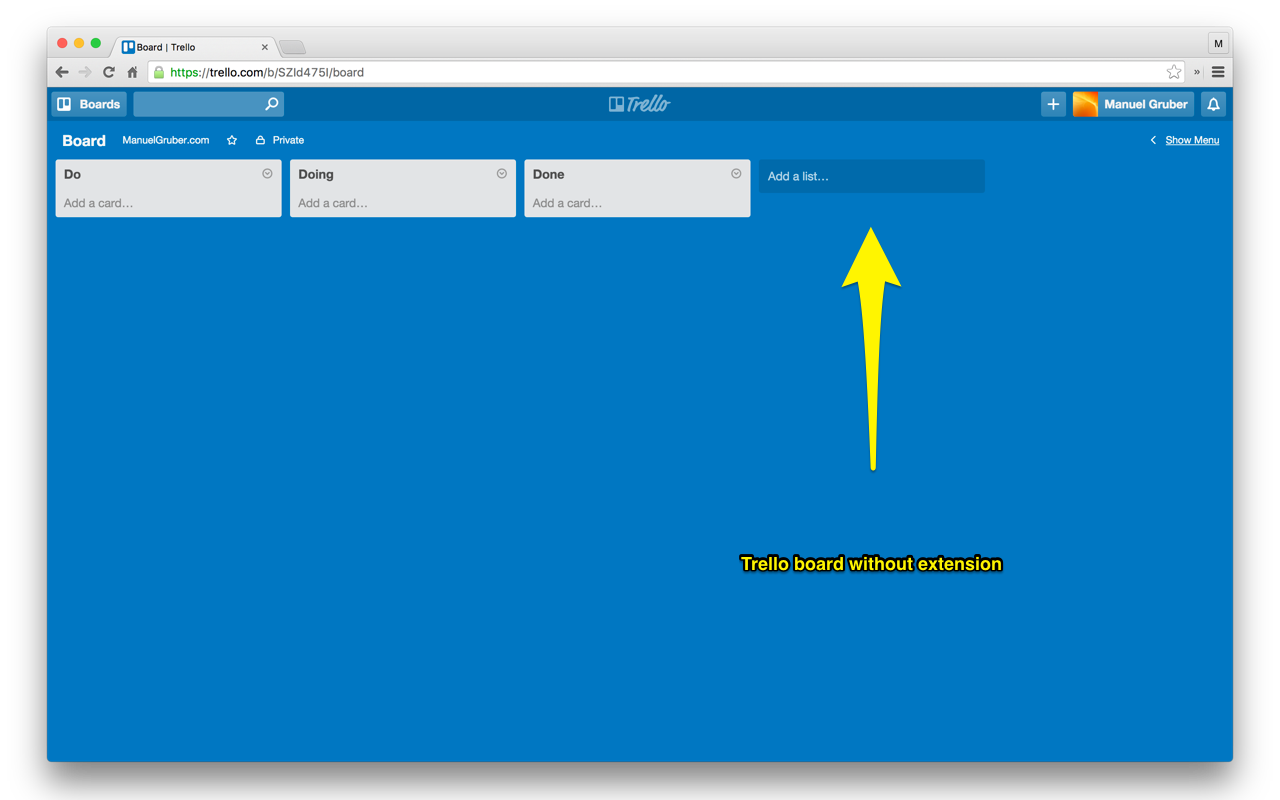 Board | Trello
M
https://trello.com/b/SZId475I/board
»
Boards
Trello
Manuel Gruber
Board ManuelGruber.com Private
Show Menu
Do
Add a card…
Doing
Add a card…
Done
Add a card…
Add a list…
Trello board without extension